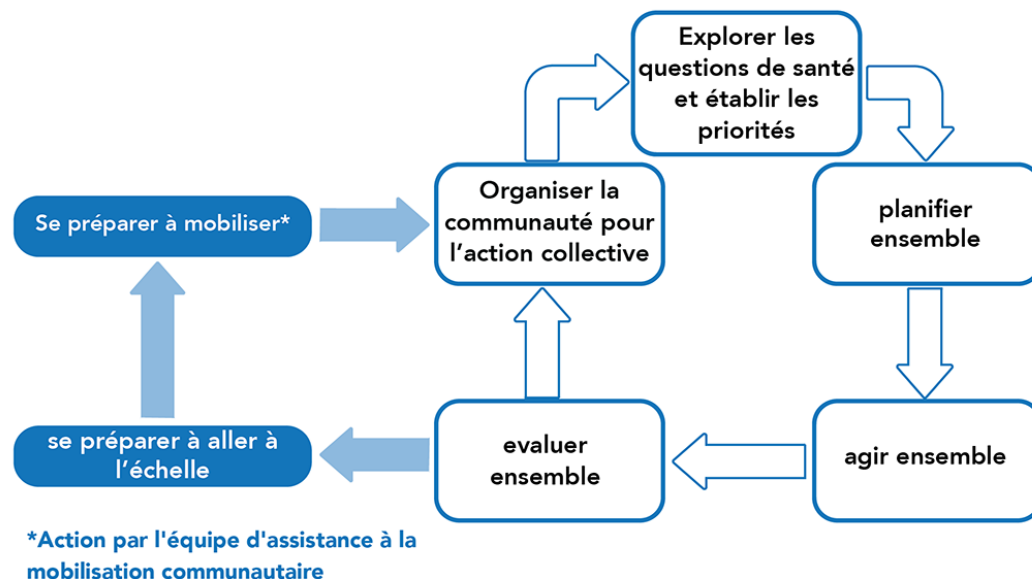 Explorer les
questions de santé
et établir les
priorités
Se préparer à mobiliser*
Organiser la
communauté pour
l'action collective
planifier
ensemble
se préparer à aller à
l'échelle
evaluer
ensemble
agir ensemble
*Action par l'équipe d'assistance à la
mobilisation communautaire